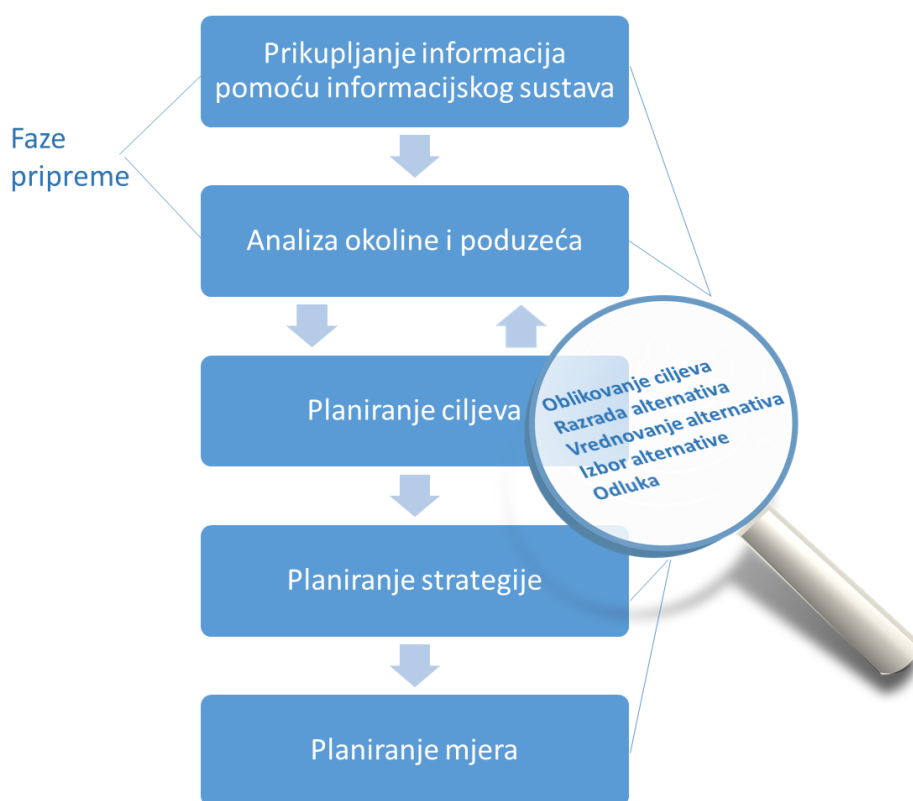 Prikupljanje informacija
pomoću informacijskog sustava
Faze
pripreme
Analiza okoline i poduzeća
Planiranje ciljeva
Oblikovanje ciljeva
Razrada alternativa
Vrednovanje alternativa
Izbor alternative
Odluka
Planiranje strategije
Planiranje mjera